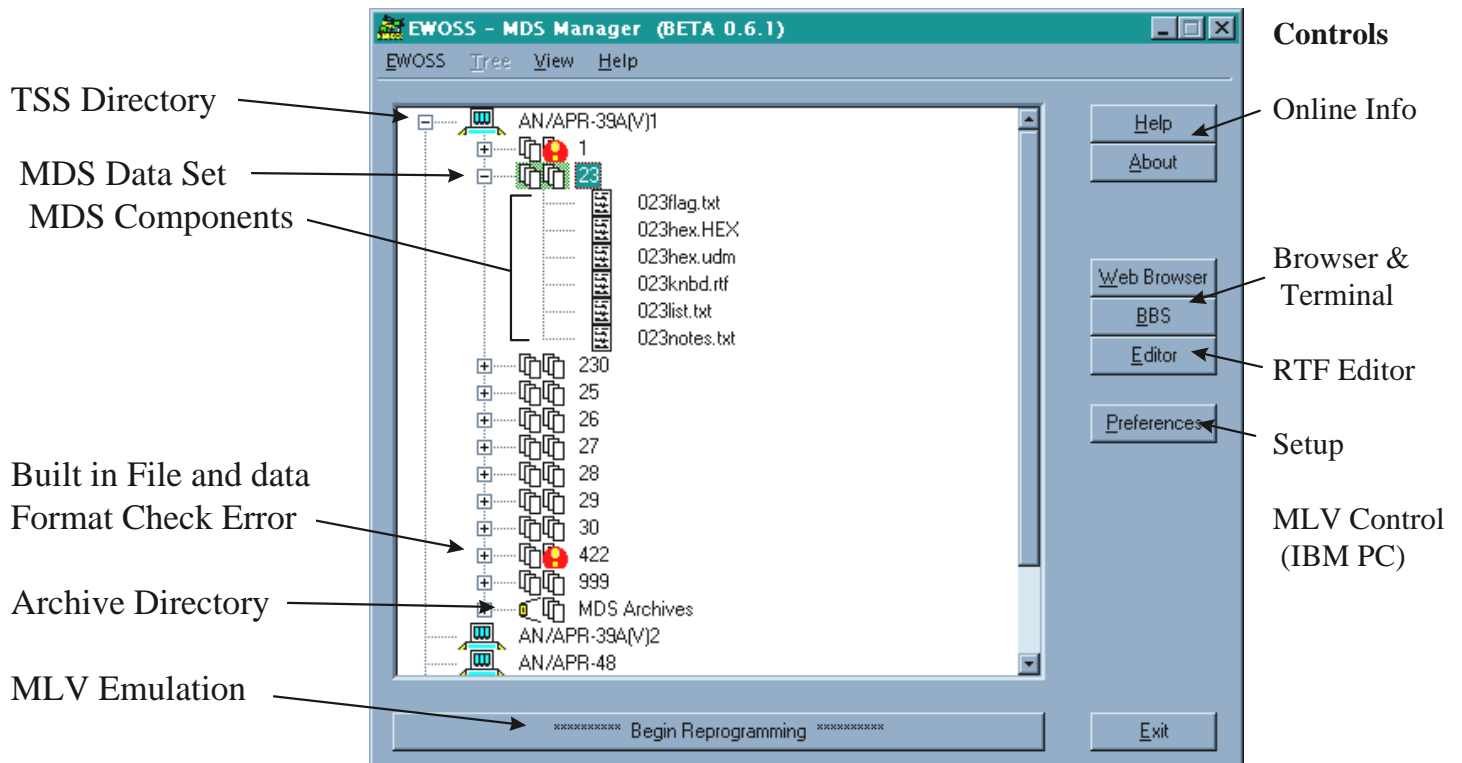 EWOSS - MDS Manager (BETA 0.6.1)
EWOSS Tree View Help
TSS Directory
MDS Data Set
MDS Components
Built in File and data
Format Check Error
Archive Directory
MLV Emulation
AN/APR-39A(V)1
1
23
023flag.txt
023hex.HEX
023hex.udm
023knbd.rtf
023list.txt
023notes.txt
230
25
26
27
28
29
30
422
999
MDS Archives
AN/APR-39A(V)2
AN/APR-48
********** Begin Reprogramming **********
Help
About
Web Browser
BBS
Editor
Preferences
Exit
Controls
Online Info
Browser &
Terminal
RTF Editor
Setup
MLV Control
(IBM PC)